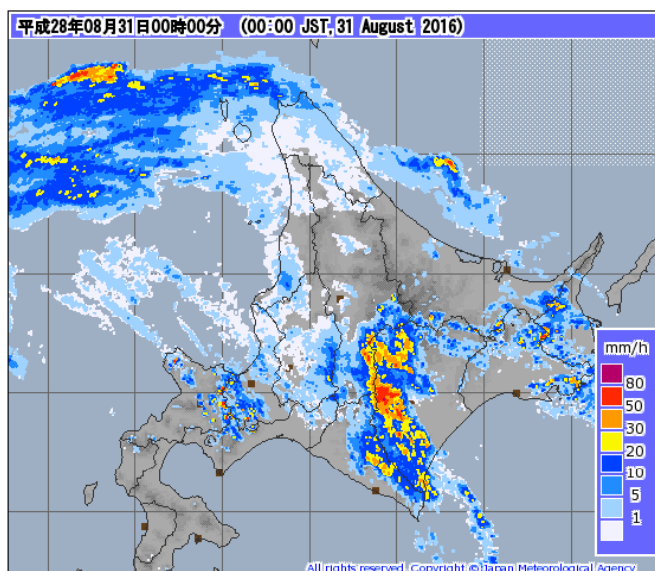 平成28年08月31日00時00分 (00:00 JST,31 August 2016)
mm/h
80
50
30
20
10
5
1
All rights reserved. Copyright © Japan Meteorological Agency